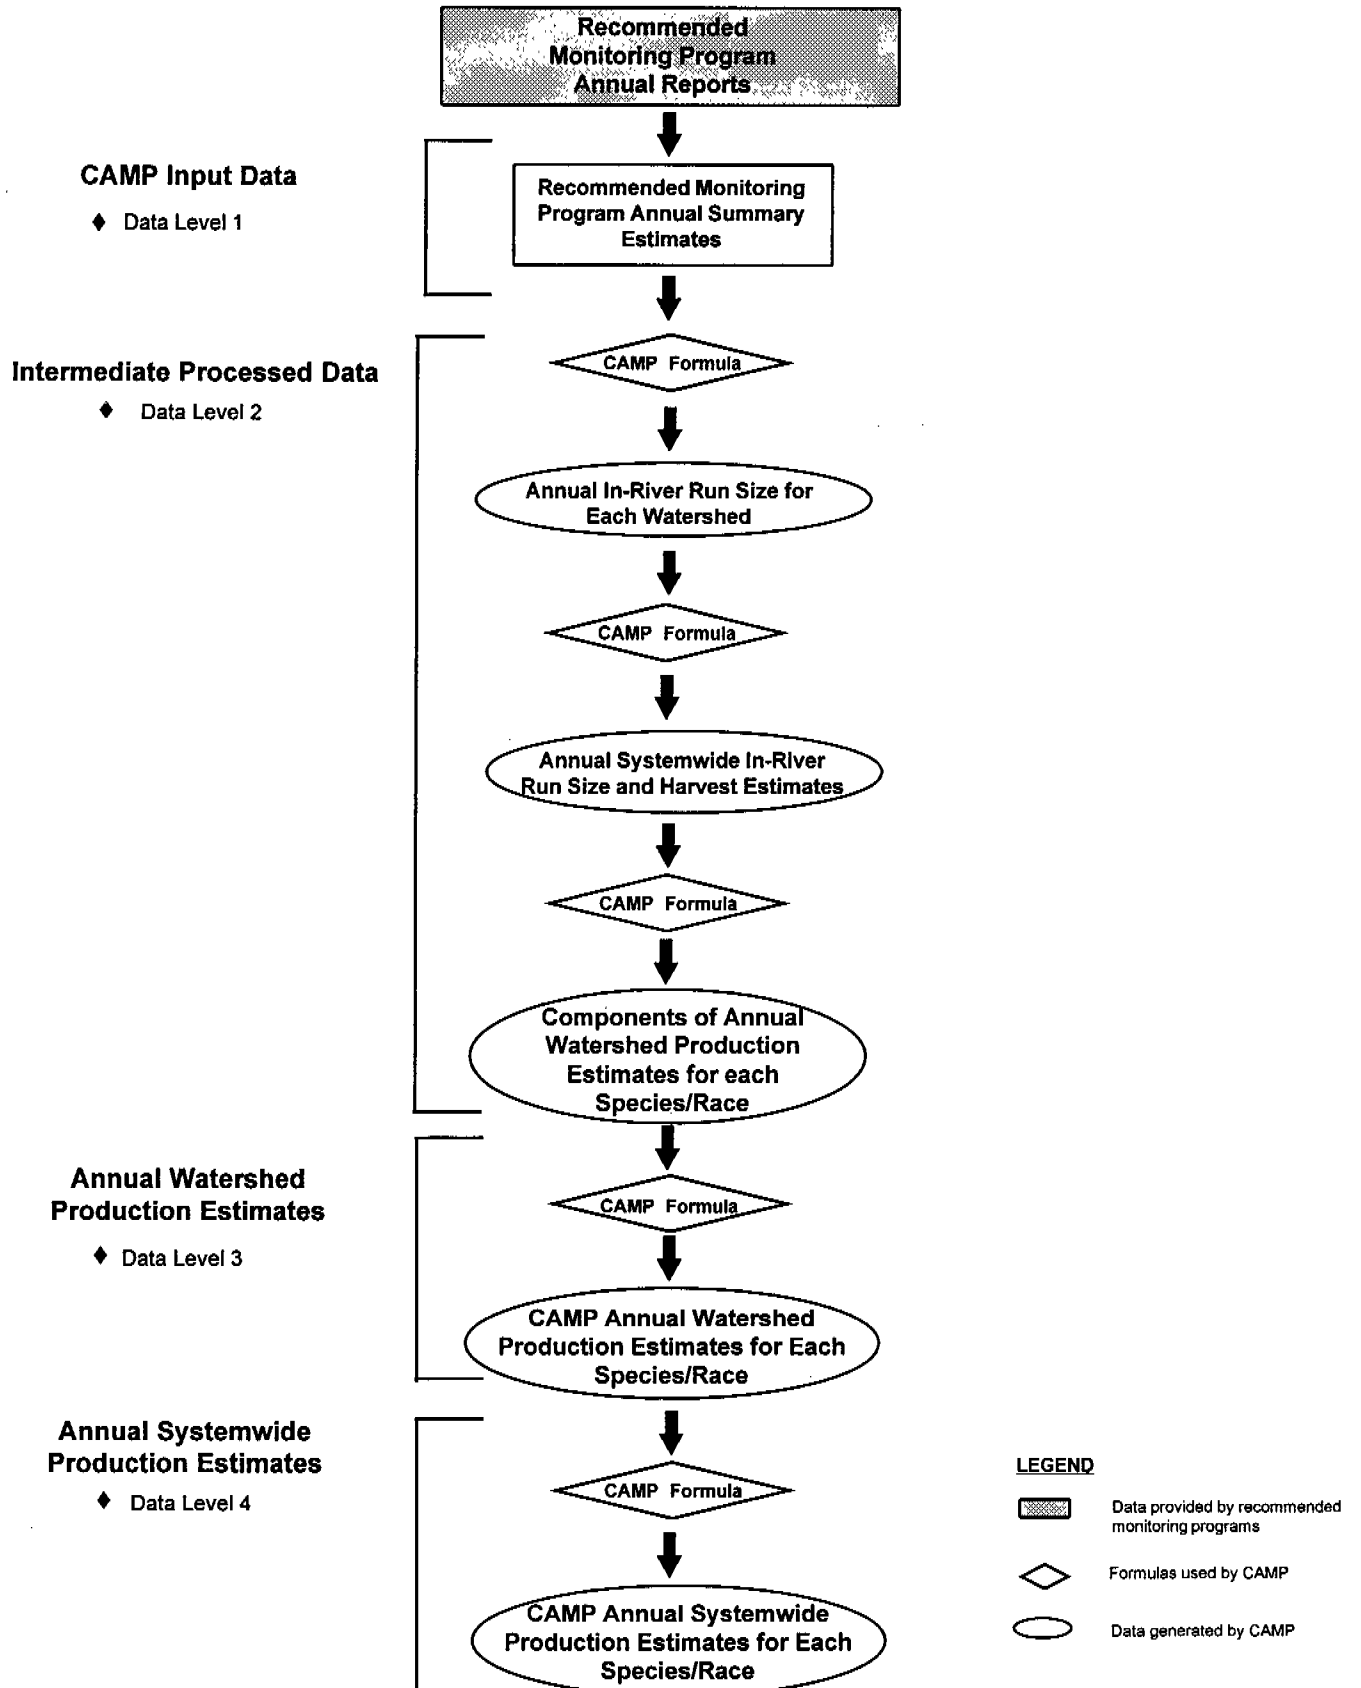 Recommended
Monitoring Program
Annual Reports
CAMP Input Data
♦ Data Level 1
Recommended Monitoring
Program Annual Summary
Estimates
CAMP Formula
Intermediate Processed Data
♦ Data Level 2
Annual In-River Run Size for
Each Watershed
CAMP Formula
Annual Systemwide In-River
Run Size and Harvest Estimates
CAMP Formula
Components of Annual
Watershed Production
Estimates for each
Species/Race
Annual Watershed
Production Estimates
♦ Data Level 3
CAMP Formula
CAMP Annual Watershed
Production Estimates for Each
Species/Race
Annual Systemwide
Production Estimates
♦ Data Level 4
CAMP Formula
CAMP Annual Systemwide
Production Estimates for Each
Species/Race
LEGEND
Data provided by recommended
monitoring programs
Formulas used by CAMP
Data generated by CAMP